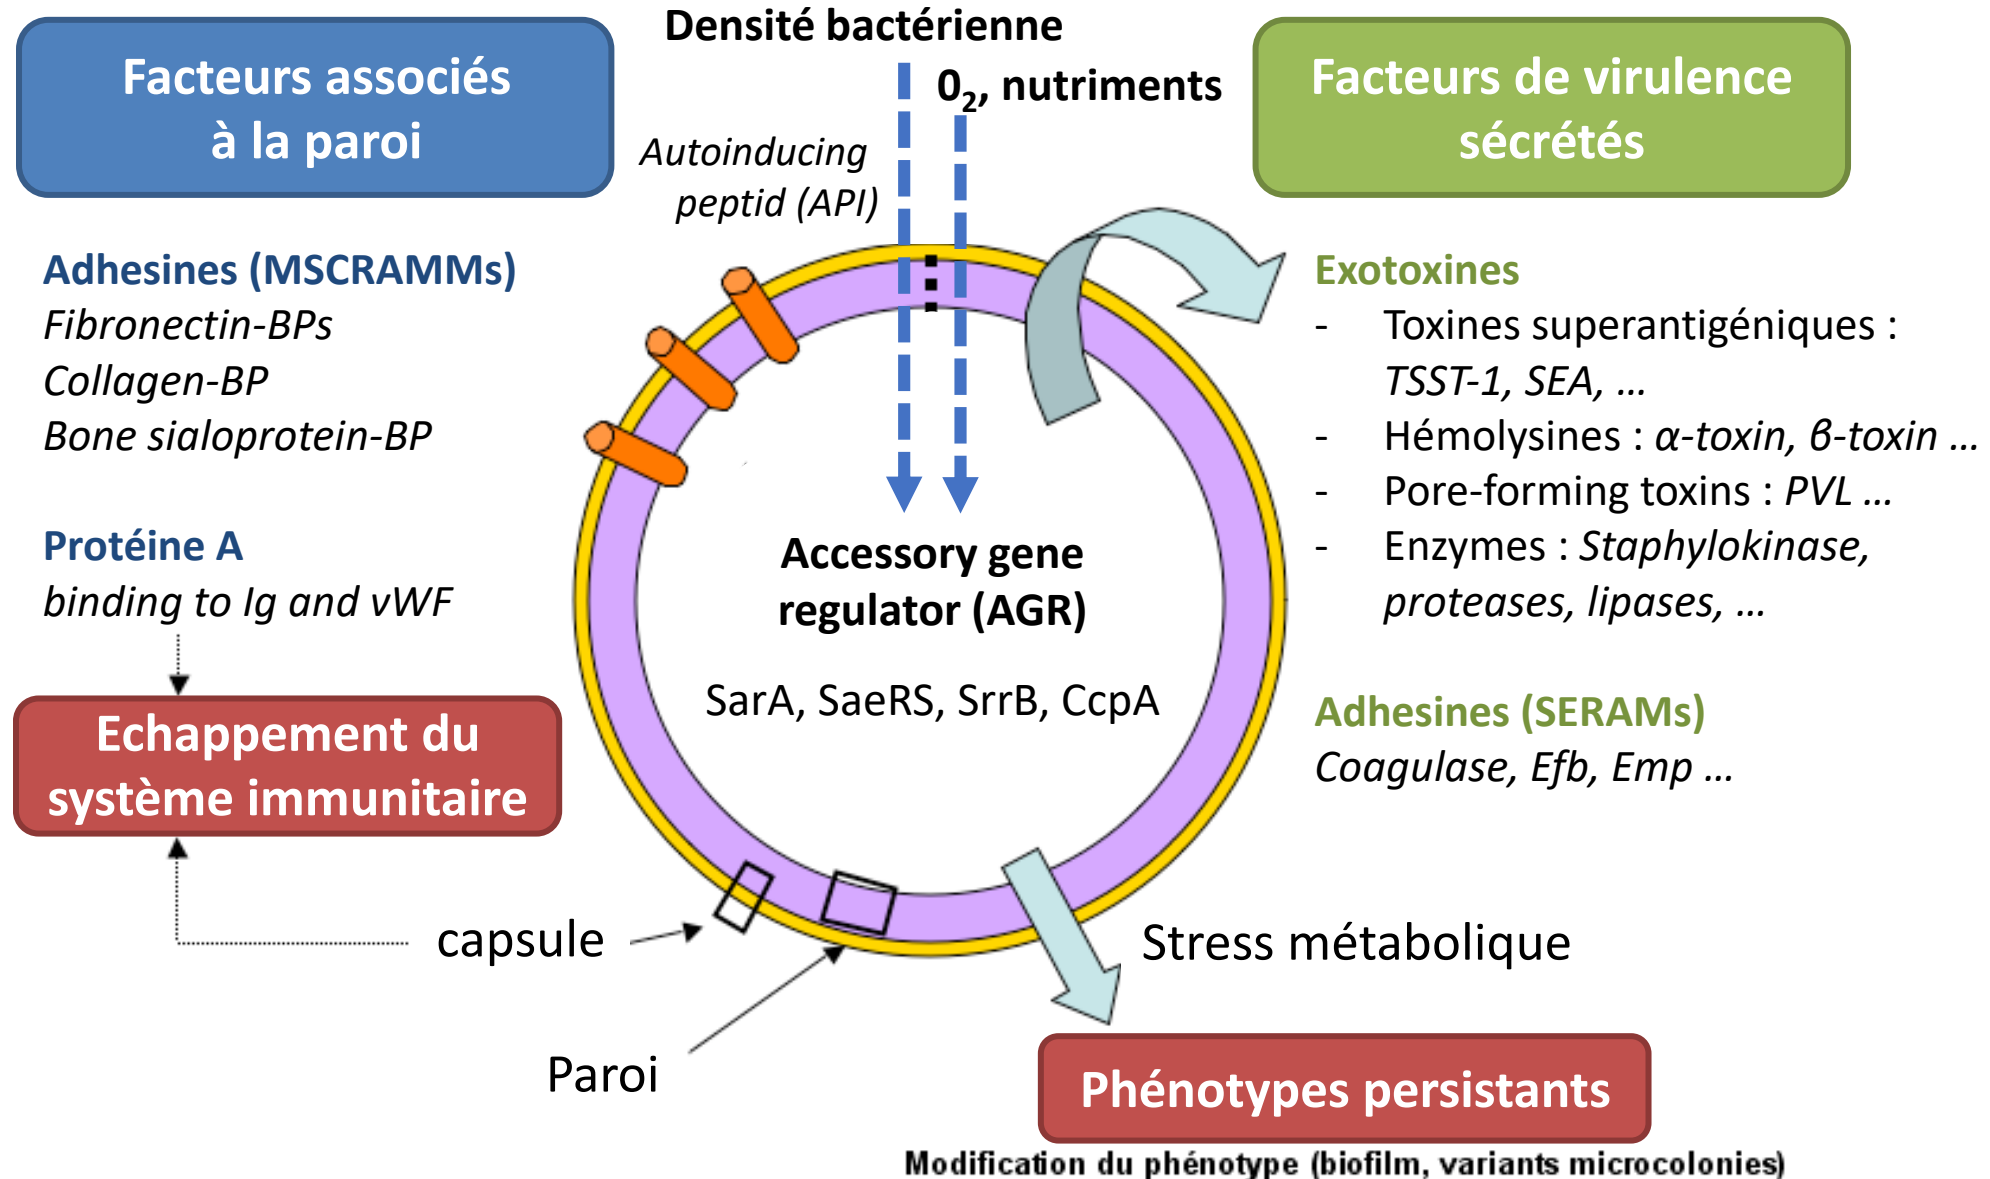 Densité bactérienne
0₂, nutriments
Autoinducing
peptid (API)
Facteurs associés
à la paroi
Adhesines (MSCRAMMs)
Fibronectin-BPs
Collagen-BP
Bone sialoprotein-BP
Protéine A
binding to Ig and vWF
Echappement du
système immunitaire
capsule
Paroi
Accessory gene
regulator (AGR)
SarA, SaeRS, SrrB, CcpA
Facteurs de virulence
sécrétés
Exotoxines
- Toxines superantigéniques :
TSST-1, SEA, ...
- Hémolysines : α-toxin, β-toxin ...
- Pore-forming toxins : PVL ...
- Enzymes : Staphylokinase,
proteases, lipases, ...
Adhesines (SERAMs)
Coagulase, Efb, Emp ...
Stress métabolique
Phénotypes persistants
Modification du phénotype (biofilm, variants microcolonies)